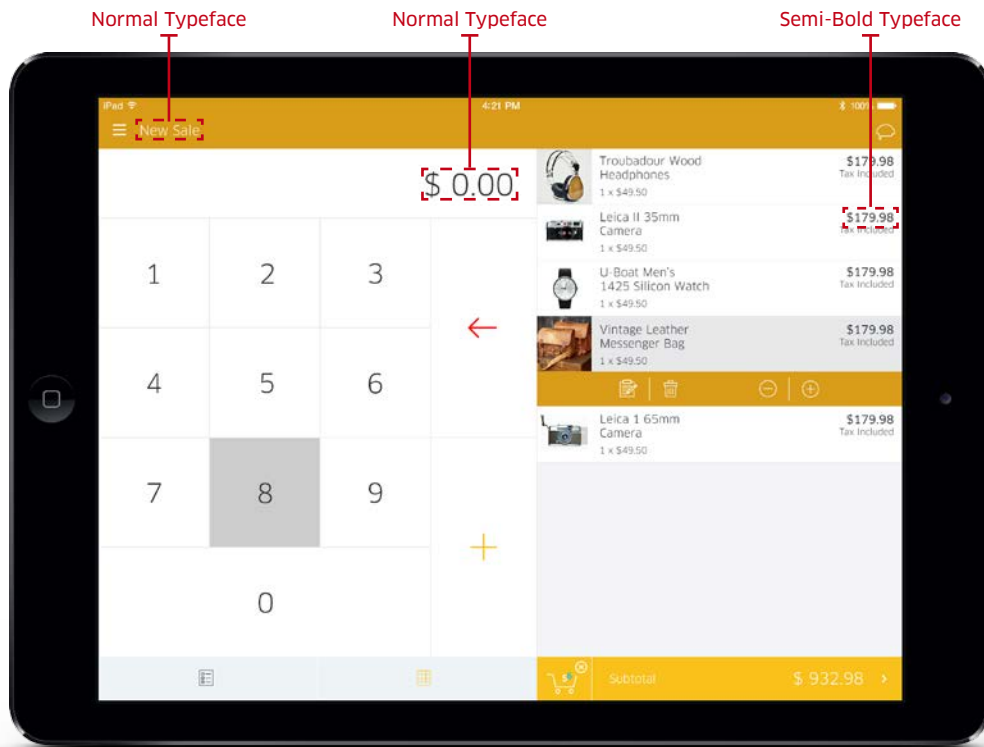 Normal Typeface
Normal Typeface
Semi-Bold Typeface
iPad
4:21 PM
100%
New Sale
$ 0.00
1
2
3
4
5
6
7
8
9
0
Troubadour Wood
Headphones
1 x $49.50
$179.98
Tax Included
Leica II 35mm
Camera
1 x $49.50
$179.98
Tax Included
U-Boat Men's
1425 Silicon Watch
1 x $49.50
$179.98
Tax Included
Vintage Leather
Messenger Bag
1 x $49.50
$179.98
Tax Included
Leica 1 65mm
Camera
1 x $49.50
$179.98
Tax Included
Subtotal
$ 932.98